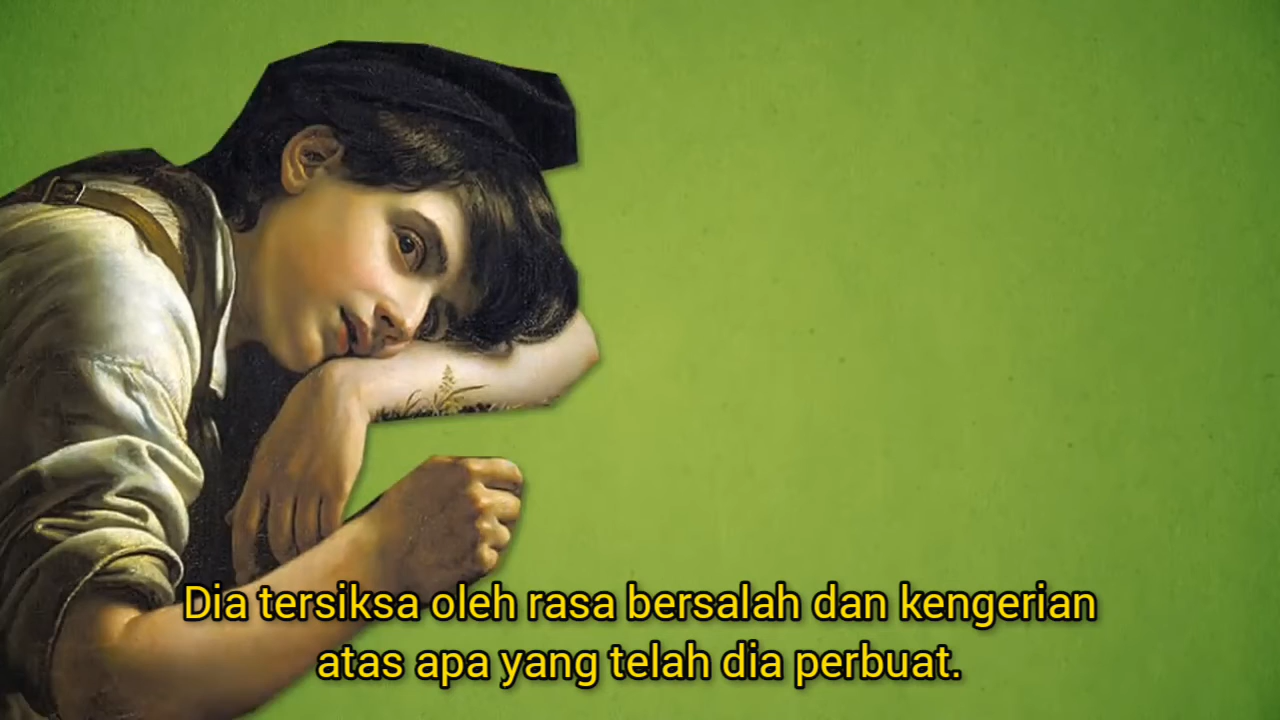 Dia tersiksa oleh rasa bersalah dan kengerian
atas apa yang telah dia perbuat.